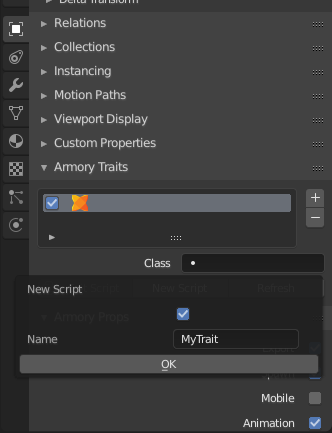 Delta Transform
Relations
Collections
Instancing
Motion Paths
Viewport Display
Custom Properties
Armory Traits
Class
New Script
Name
MyTrait
OK
Mobile
Animation